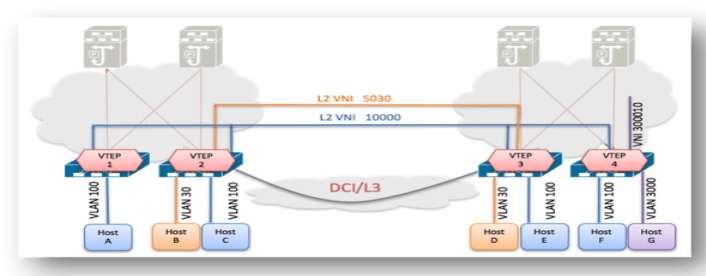 L2 VNI 5030
L2 VNI 10000
VNI 300010
VTEP
1
VTEP
2
VTEP
3
VTEP
4
DCI/L3
VLAN 100
VLAN 30
VLAN 100
VLAN 30
VLAN 100
VLAN 100
VLAN 3000
Host
A
Host
B
Host
C
Host
D
Host
E
Host
F
Host
G